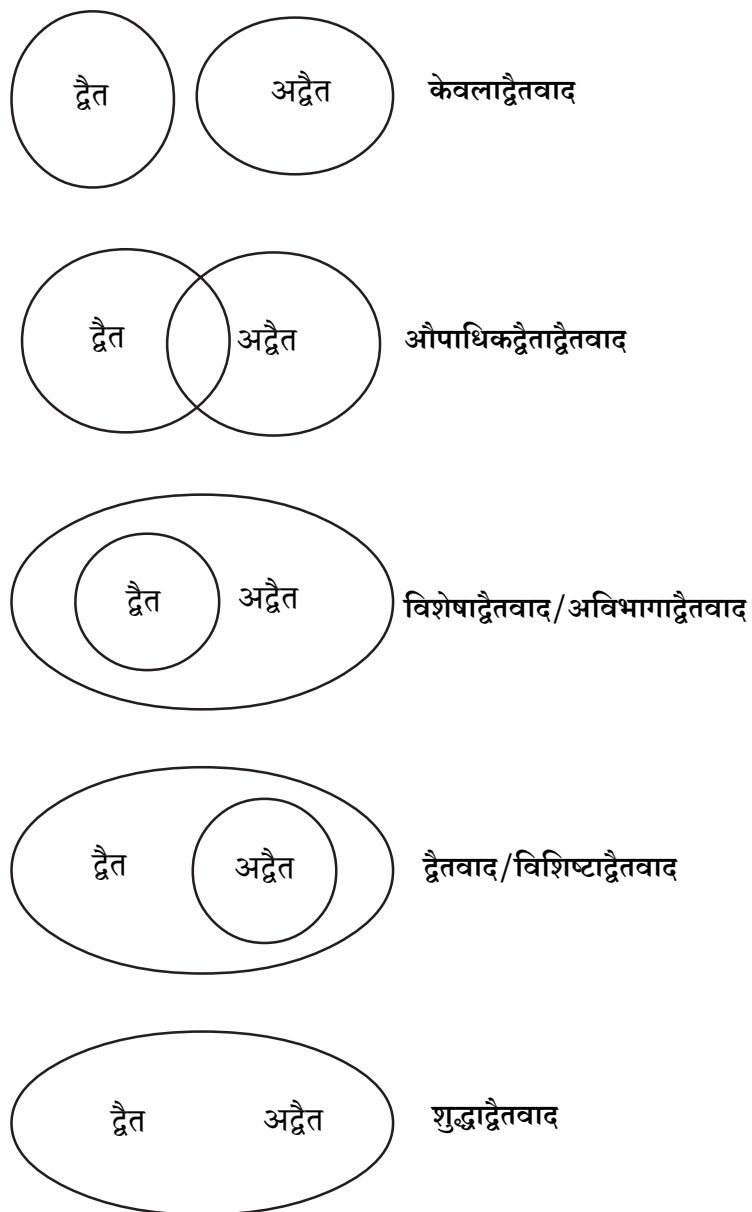 द्वैत अद्वैत केवलाद्वैतवाद
द्वैत अद्वैत औपाधिकद्वैताद्वैतवाद
द्वैत अद्वैत विशेषाद्वैतवाद/अविभागाद्वैतवाद
द्वैत अद्वैत द्वैतवाद/विशिष्टाद्वैतवाद
द्वैत अद्वैत शुद्धाद्वैतवाद